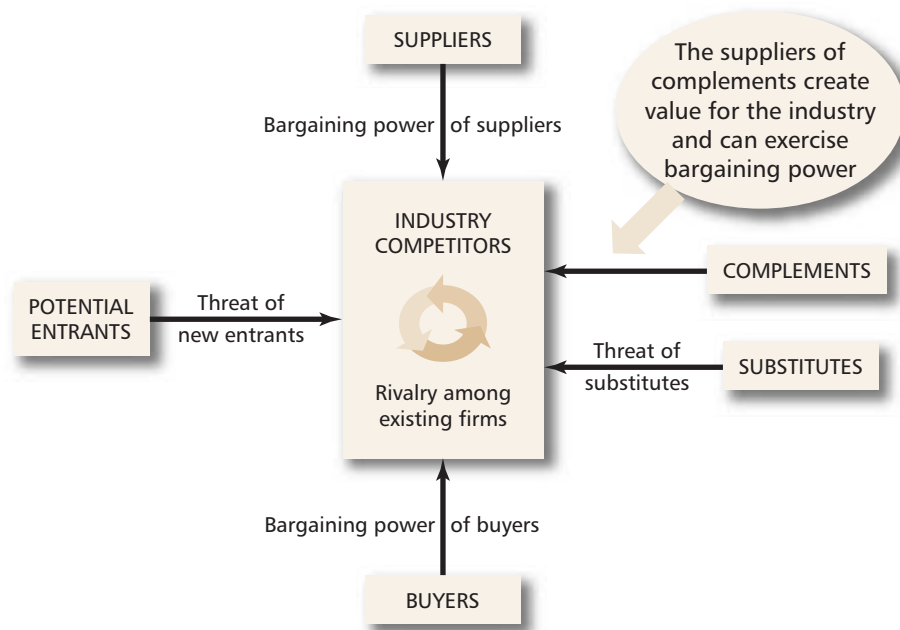 SUPPLIERS
The suppliers of
complements create
value for the industry
and can exercise
bargaining power
Bargaining power of suppliers
INDUSTRY
COMPETITORS
COMPLEMENTS
POTENTIAL
ENTRANTS
Threat of
new entrants
Threat of
substitutes
SUBSTITUTES
Rivalry among
existing firms
Bargaining power of buyers
BUYERS